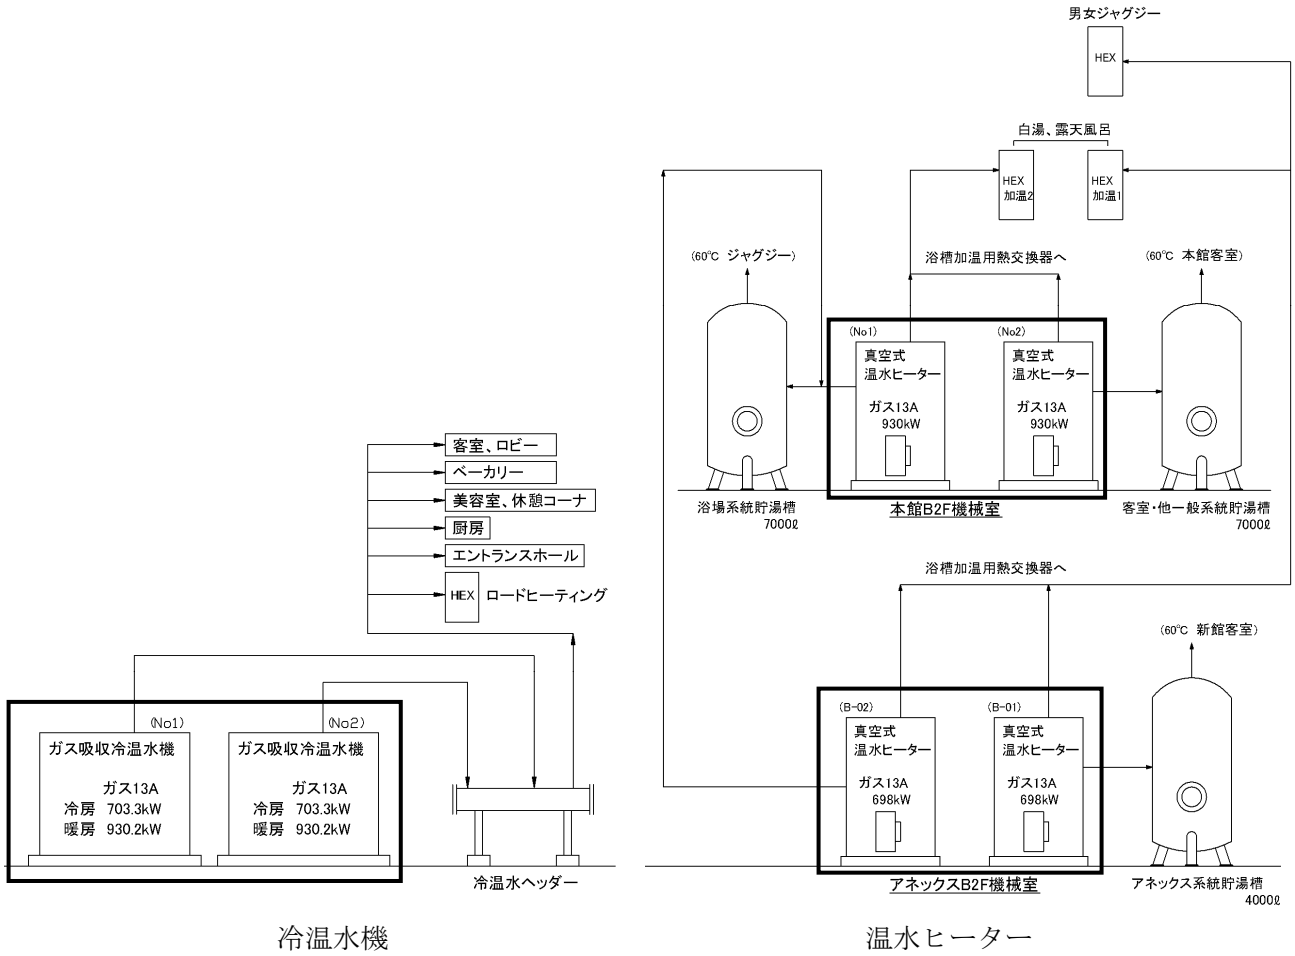 男女ジャグジー
HEX
白湯、露天風呂
HEX
加温2
HEX
加温1
(60℃ ジャグジー)
浴槽加温用熱交換器へ
(60℃ 本館客室)
(No1)
真空式
温水ヒーター
ガス13A
930kW
(No2)
真空式
温水ヒーター
ガス13A
930kW
浴場系統貯湯槽
7000ℓ
本館B2F機械室
客室・他一般系統貯湯槽
7000ℓ
客室、ロビー
ベーカリー
美容室、休憩コーナ
厨房
エントランスホール
HEX
ロードヒーティング
浴槽加温用熱交換器へ
(60℃ 新館客室)
(No1)
ガス吸収冷温水機
ガス13A
冷房 703.3kW
暖房 930.2kW
(No2)
ガス吸収冷温水機
ガス13A
冷房 703.3kW
暖房 930.2kW
冷温水ヘッダー
(B-02)
真空式
温水ヒーター
ガス13A
698kW
(B-01)
真空式
温水ヒーター
ガス13A
698kW
アネックスB2F機械室
アネックス系統貯湯槽
4000ℓ
冷温水機
温水ヒーター